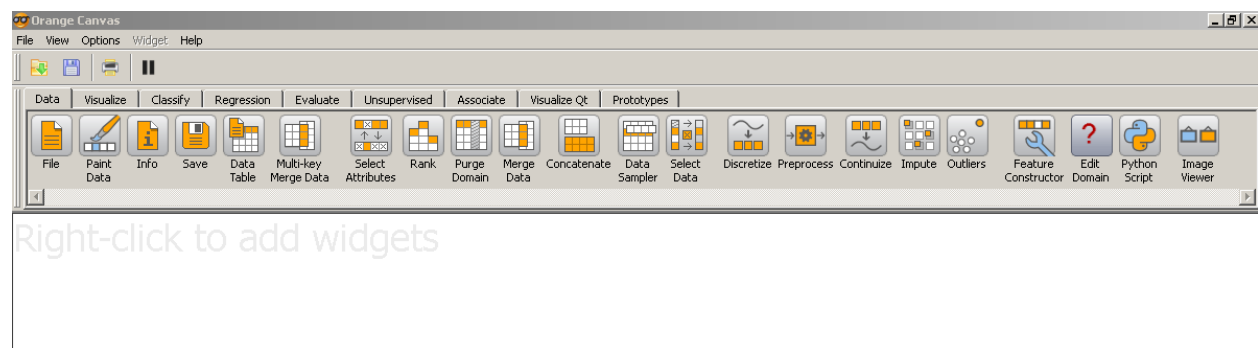 Orange Canvas
File View Options Widget Help
Data Visualize Classify Regression Evaluate Unsupervised Associate Visualize Qt Prototypes
File Paint Info Save Data Multi-key Select Rank Purge Merge Concatenate Data Select Discretize Preprocess Continuize Impute Outliers Feature Edit Python Image
Data Table Merge Data Attributes Domain Data Sampler Data Constructor Domain Script Viewer
Right-click to add widgets